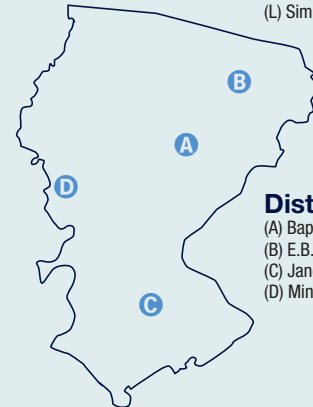 (L) Sim
B
A
D
Dist
(A) Bap
(B) E.B.
(C) Jan
(D) Min
C